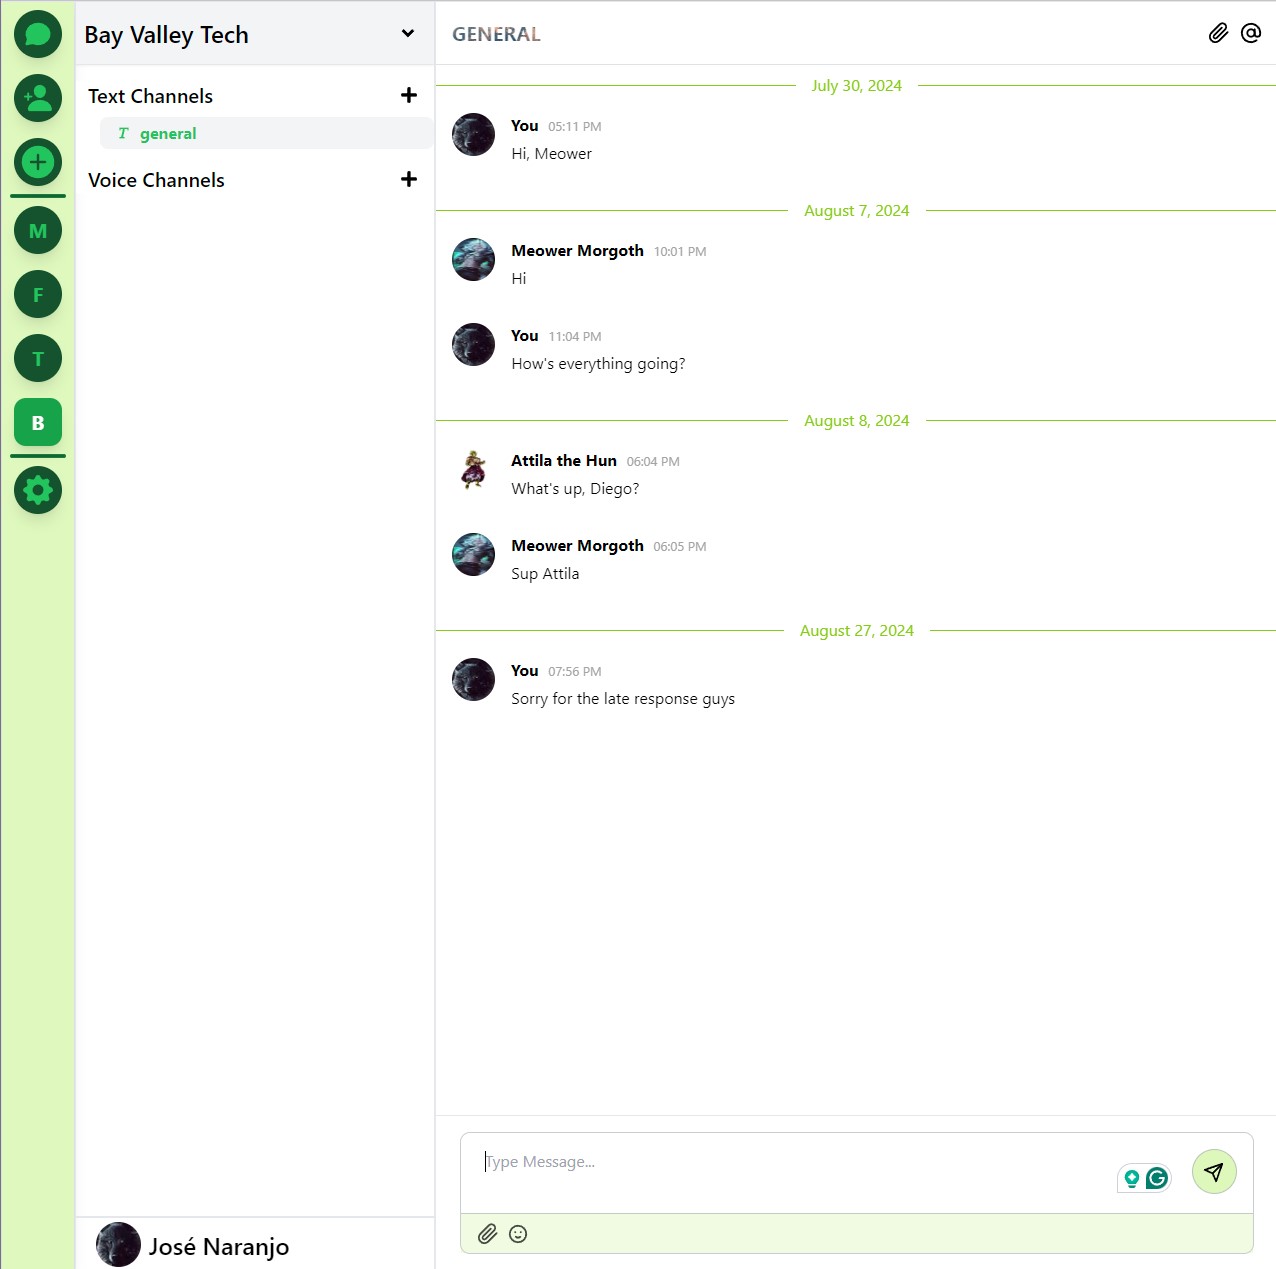 Bay Valley Tech
Text Channels
T general
Voice Channels
M
F
T
B
José Naranjo
GENERAL
July 30, 2024
You 05:11 PM
Hi, Meower
August 7, 2024
Meower Morgoth 10:01 PM
Hi
You 11:04 PM
How's everything going?
August 8, 2024
Attila the Hun 06:04 PM
What's up, Diego?
Meower Morgoth 06:05 PM
Sup Attila
August 27, 2024
You 07:56 PM
Sorry for the late response guys
Type Message...